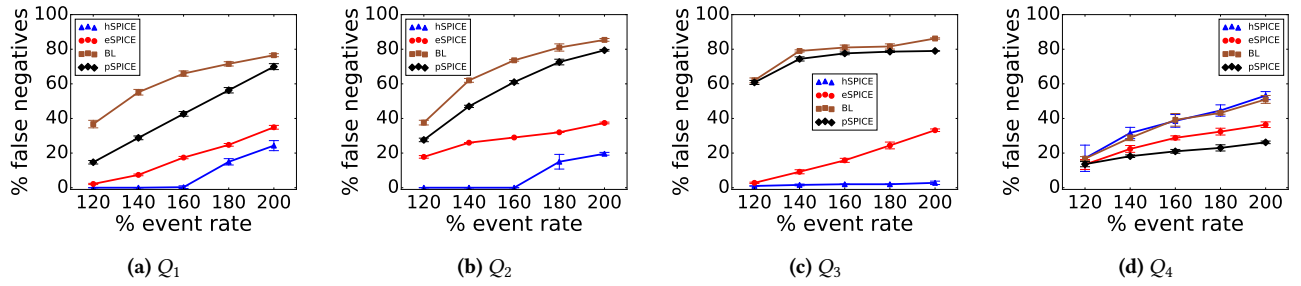 % false negatives
100
80
60
40
20
0
hSPICE
eSPICE
BL
pSPICE
120 140 160 180 200
% event rate
(a) Q1
% false negatives
100
80
60
40
20
0
hSPICE
eSPICE
BL
pSPICE
120 140 160 180 200
% event rate
(b) Q2
% false negatives
100
80
60
40
20
0
hSPICE
eSPICE
BL
pSPICE
120 140 160 180 200
% event rate
(c) Q3
% false negatives
100
80
60
40
20
0
hSPICE
eSPICE
BL
pSPICE
120 140 160 180 200
% event rate
(d) Q4